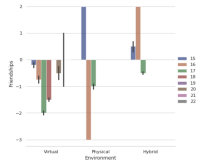 2
1
0
−1
−2
−3
Friendships
Virtual
Physical
Hybrid
Environment
15
16
17
18
19
20
21
22